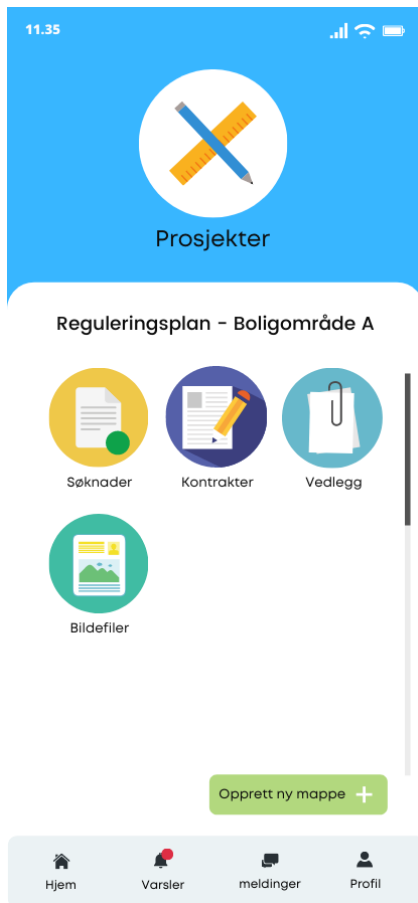 11.35
Prosjekter
Reguleringsplan - Boligområde A
Søknader Kontrakter Vedlegg
Bildefiler
Opprett ny mappe
Hjem Varsler meldinger Profil